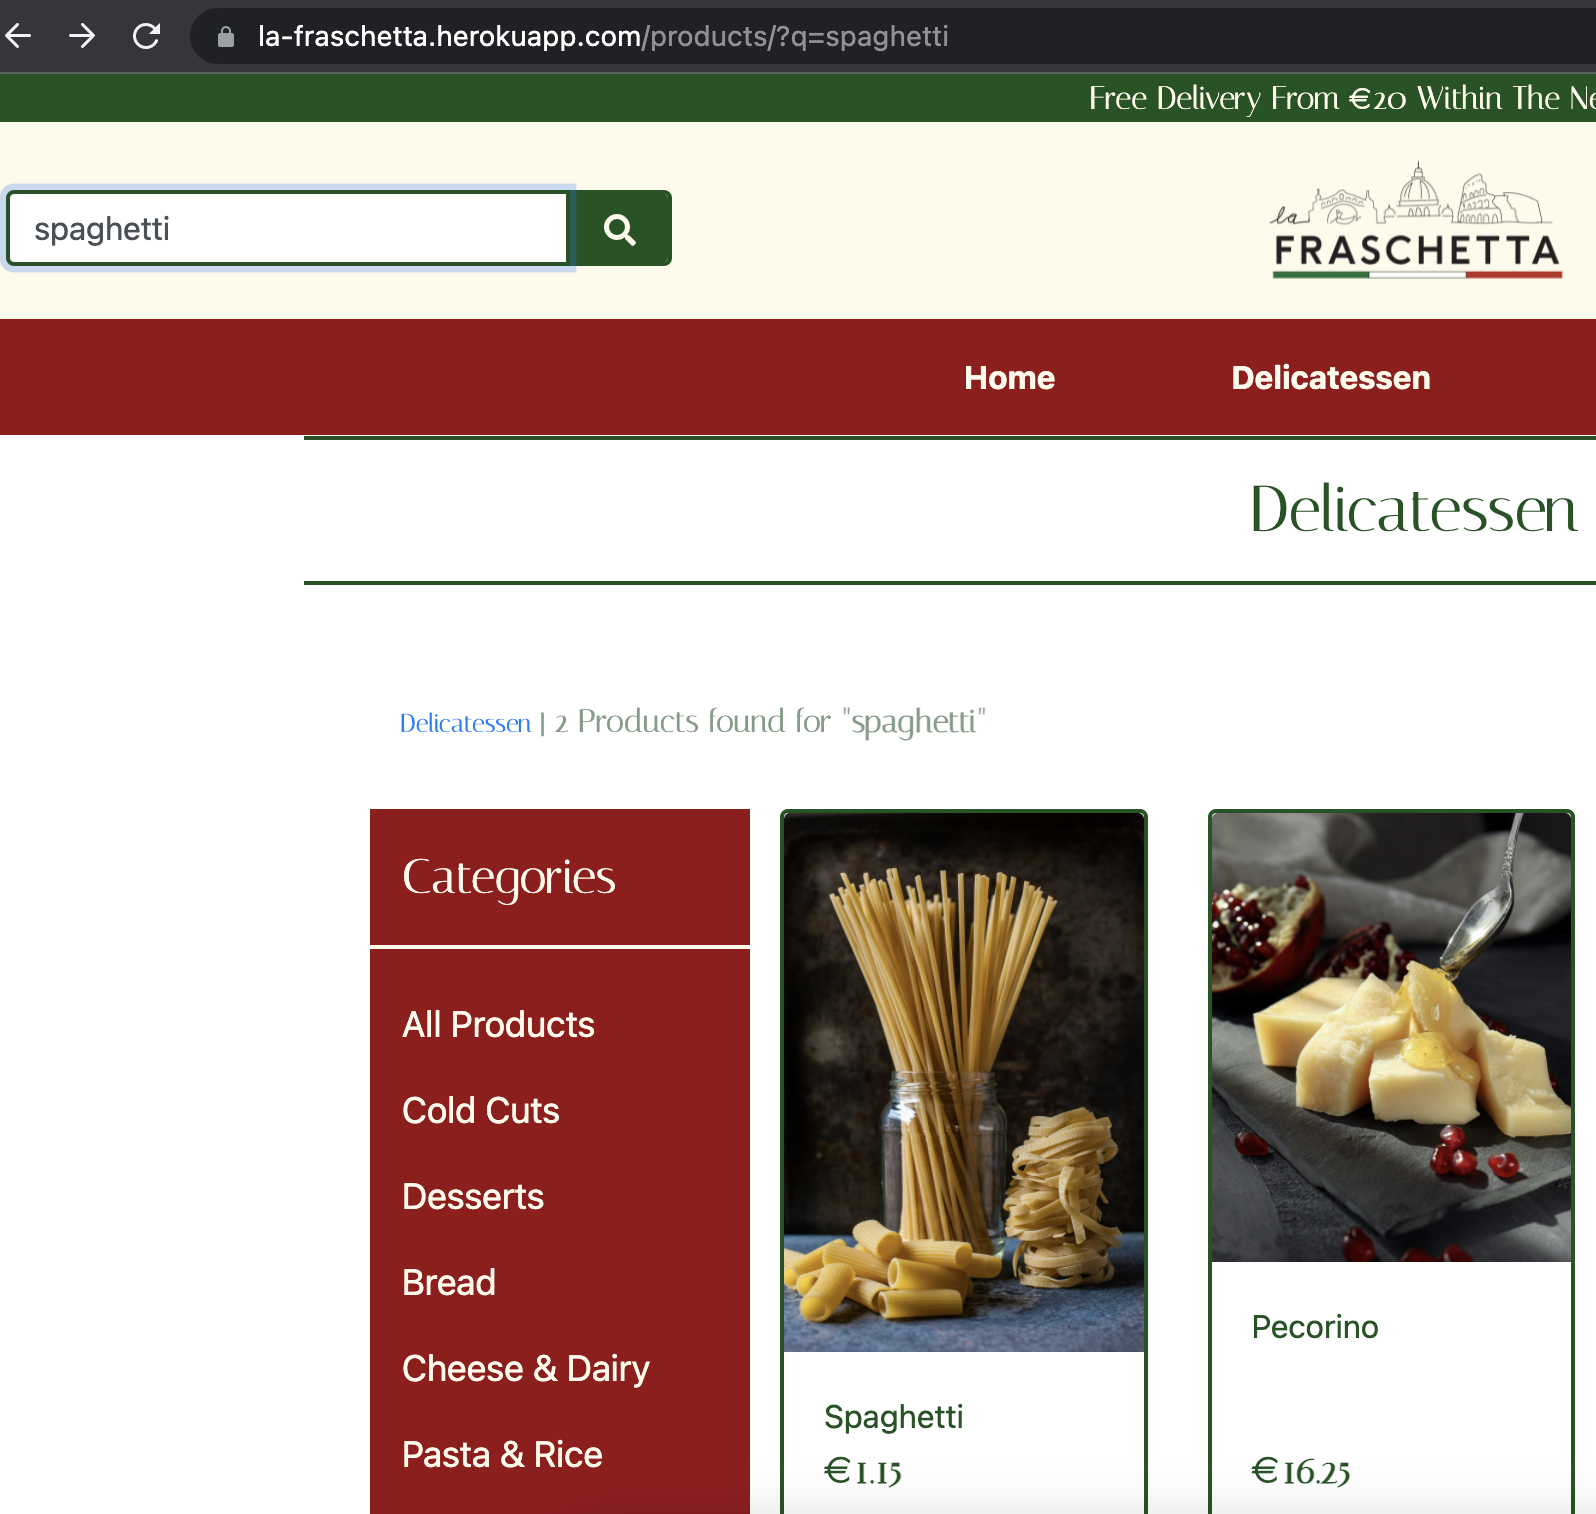 la-fraschetta.herokuapp.com/products/?q=spaghetti
Free Delivery From €20 Within The
spaghetti
la
FRASCHETTA
Home
Delicatessen
Delicatessen
Delicatessen | 2 Products found for "spaghetti"
Categories
All Products
Cold Cuts
Desserts
Bread
Cheese & Dairy
Pasta & Rice
Spaghetti
€1.15
Pecorino
€16.25